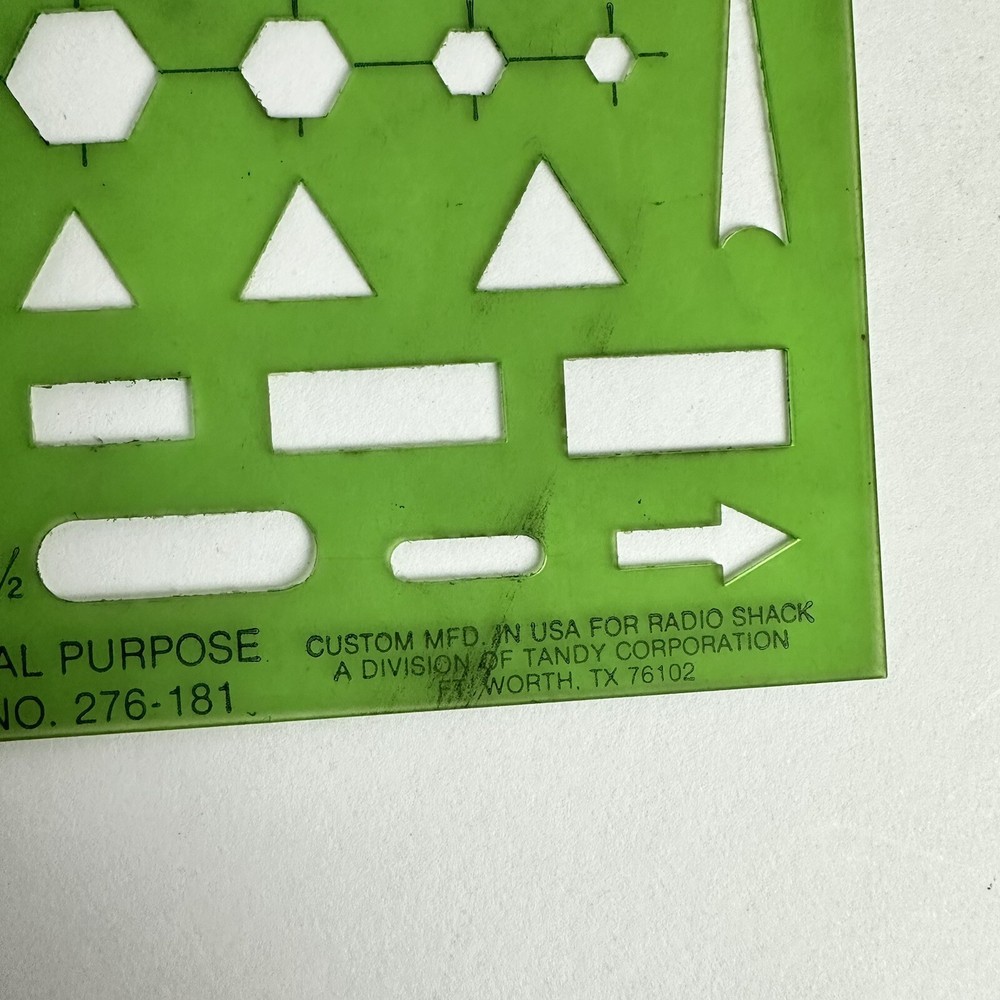 /2
AL PURPOSE
NO. 276-181
CUSTOM MFD. IN USA FOR RADIO SHACK
A DIVISION OF TANDY CORPORATION
FT. WORTH, TX 76102